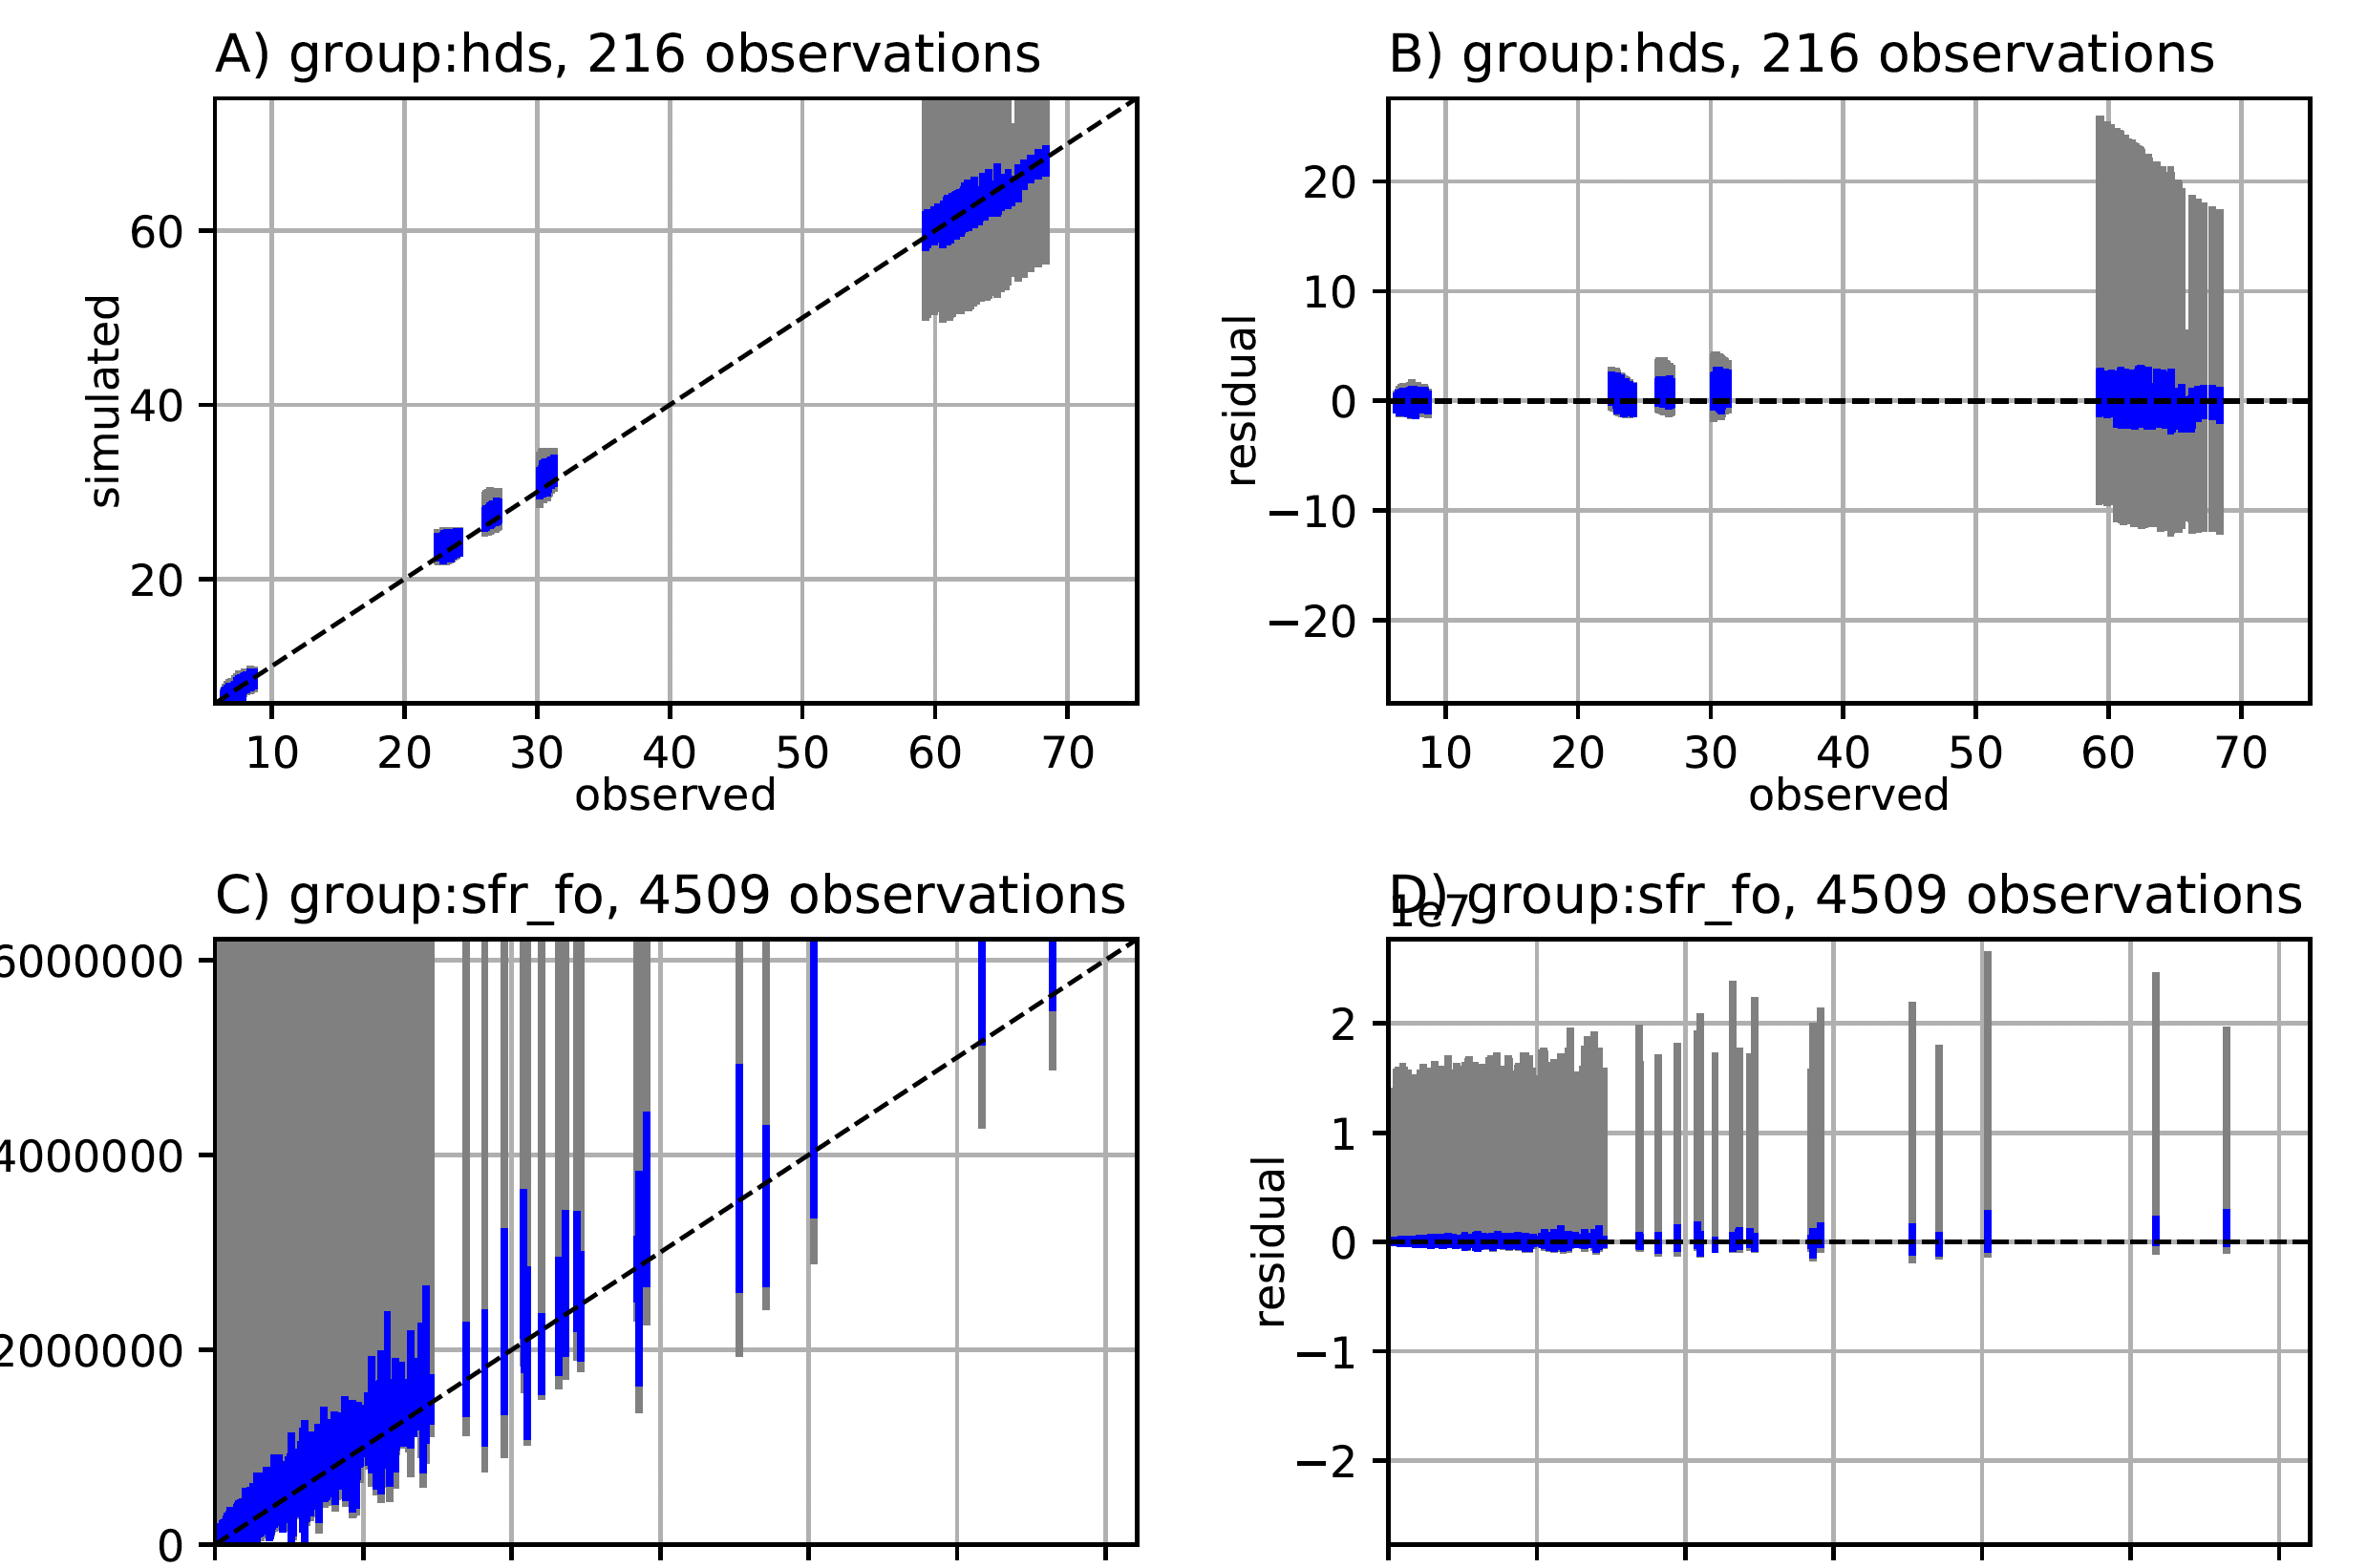 A) group:hds, 216 observations
B) group:hds, 216 observations
simulated
60
40
20
10 20 30 40 50 60 70
observed
residual
20
10
0
−10
−20
10 20 30 40 50 60 70
observed
C) group:sfr_fo, 4509 observations
D) group:sfr_fo, 4509 observations
1e7
6000000
4000000
2000000
0
residual
2
1
0
−1
−2